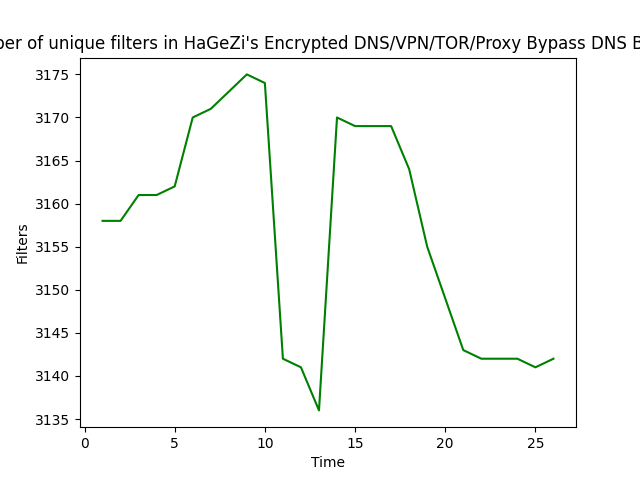 ber of unique filters in HaGeZi's Encrypted DNS/VPN/TOR/Proxy Bypass DNS B
3175
3170
3165
3160
3155
3150
3145
3140
3135
Filters
0 5 10 15 20 25
Time